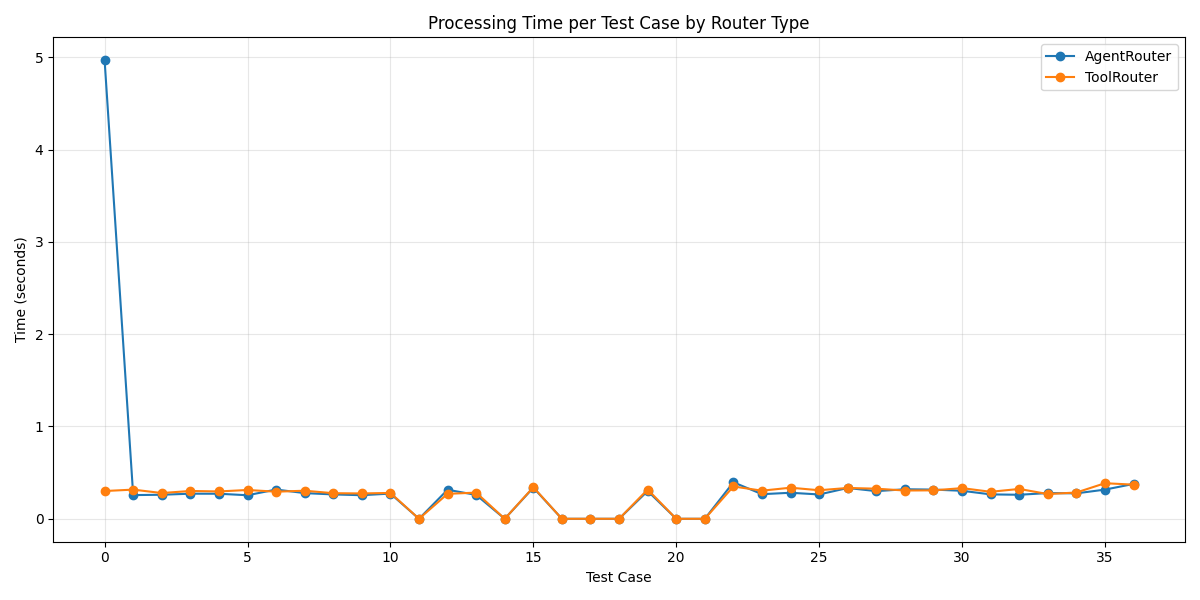 Processing Time per Test Case by Router Type
AgentRouter
ToolRouter
Time (seconds)
5
4
3
2
1
0
0 5 10 15 20 25 30 35
Test Case